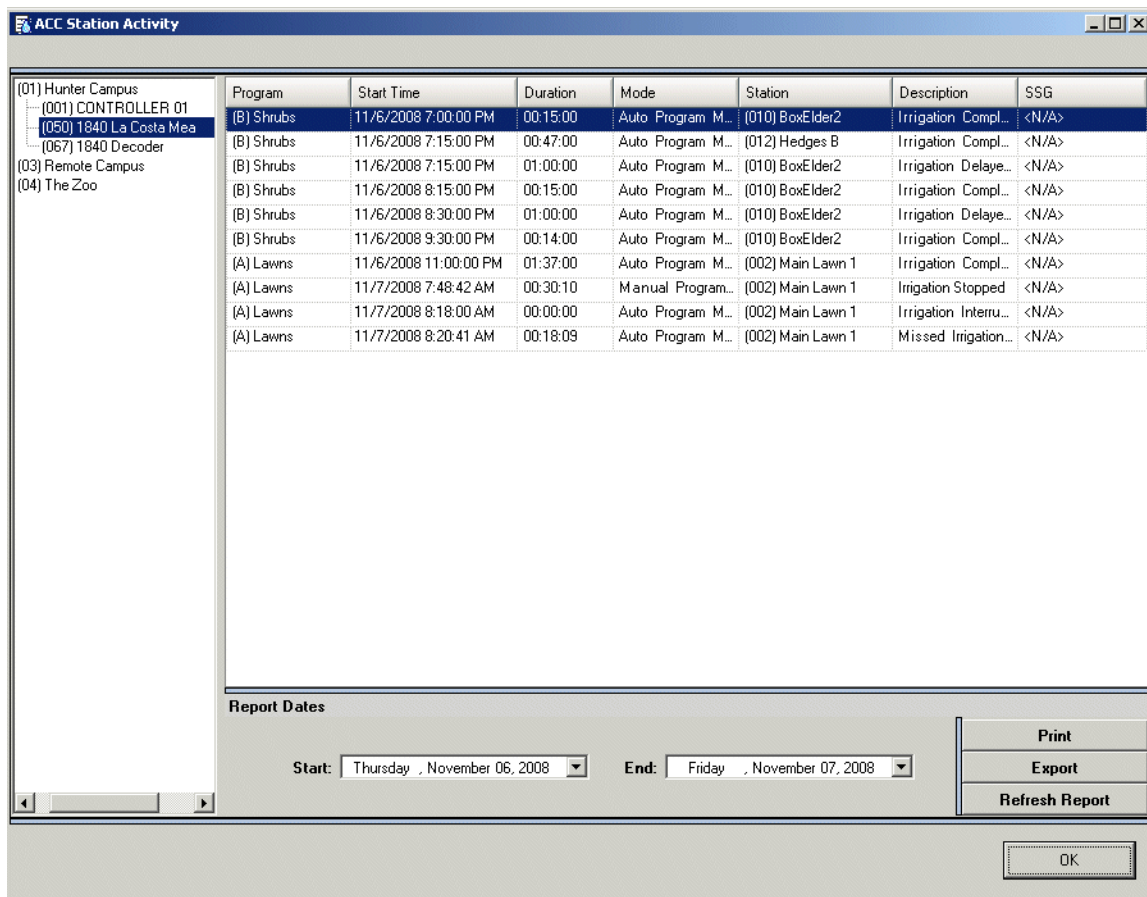 ACC Station Activity
(01) Hunter Campus
(001) CONTROLLER 01
(050) 1840 La Costa Mea
(067) 1840 Decoder
(03) Remote Campus
(04) The Zoo
Program Start Time Duration Mode Station Description SSG
(B) Shrubs 11/6/2008 7:00:00 PM 00:15:00 Auto Program M... (010) BoxElder2 Irrigation Compl... <N/A>
(B) Shrubs 11/6/2008 7:15:00 PM 00:47:00 Auto Program M... (012) Hedges B Irrigation Compl... <N/A>
(B) Shrubs 11/6/2008 7:15:00 PM 01:00:00 Auto Program M... (010) BoxElder2 Irrigation Delaye... <N/A>
(B) Shrubs 11/6/2008 8:15:00 PM 00:15:00 Auto Program M... (010) BoxElder2 Irrigation Compl... <N/A>
(B) Shrubs 11/6/2008 8:30:00 PM 01:00:00 Auto Program M... (010) BoxElder2 Irrigation Delaye... <N/A>
(B) Shrubs 11/6/2008 9:30:00 PM 00:14:00 Auto Program M... (010) BoxElder2 Irrigation Compl... <N/A>
(A) Lawns 11/6/2008 11:00:00 PM 01:37:00 Auto Program M... (002) Main Lawn 1 Irrigation Compl... <N/A>
(A) Lawns 11/7/2008 7:48:42 AM 00:30:10 Manual Program... (002) Main Lawn 1 Irrigation Stopped <N/A>
(A) Lawns 11/7/2008 8:18:00 AM 00:00:00 Auto Program M... (002) Main Lawn 1 Irrigation Interru... <N/A>
(A) Lawns 11/7/2008 8:20:41 AM 00:18:09 Auto Program M... (002) Main Lawn 1 Missed Irrigation... <N/A>
Report Dates
Start: Thursday , November 06, 2008 End: Friday , November 07, 2008
Print
Export
Refresh Report
OK